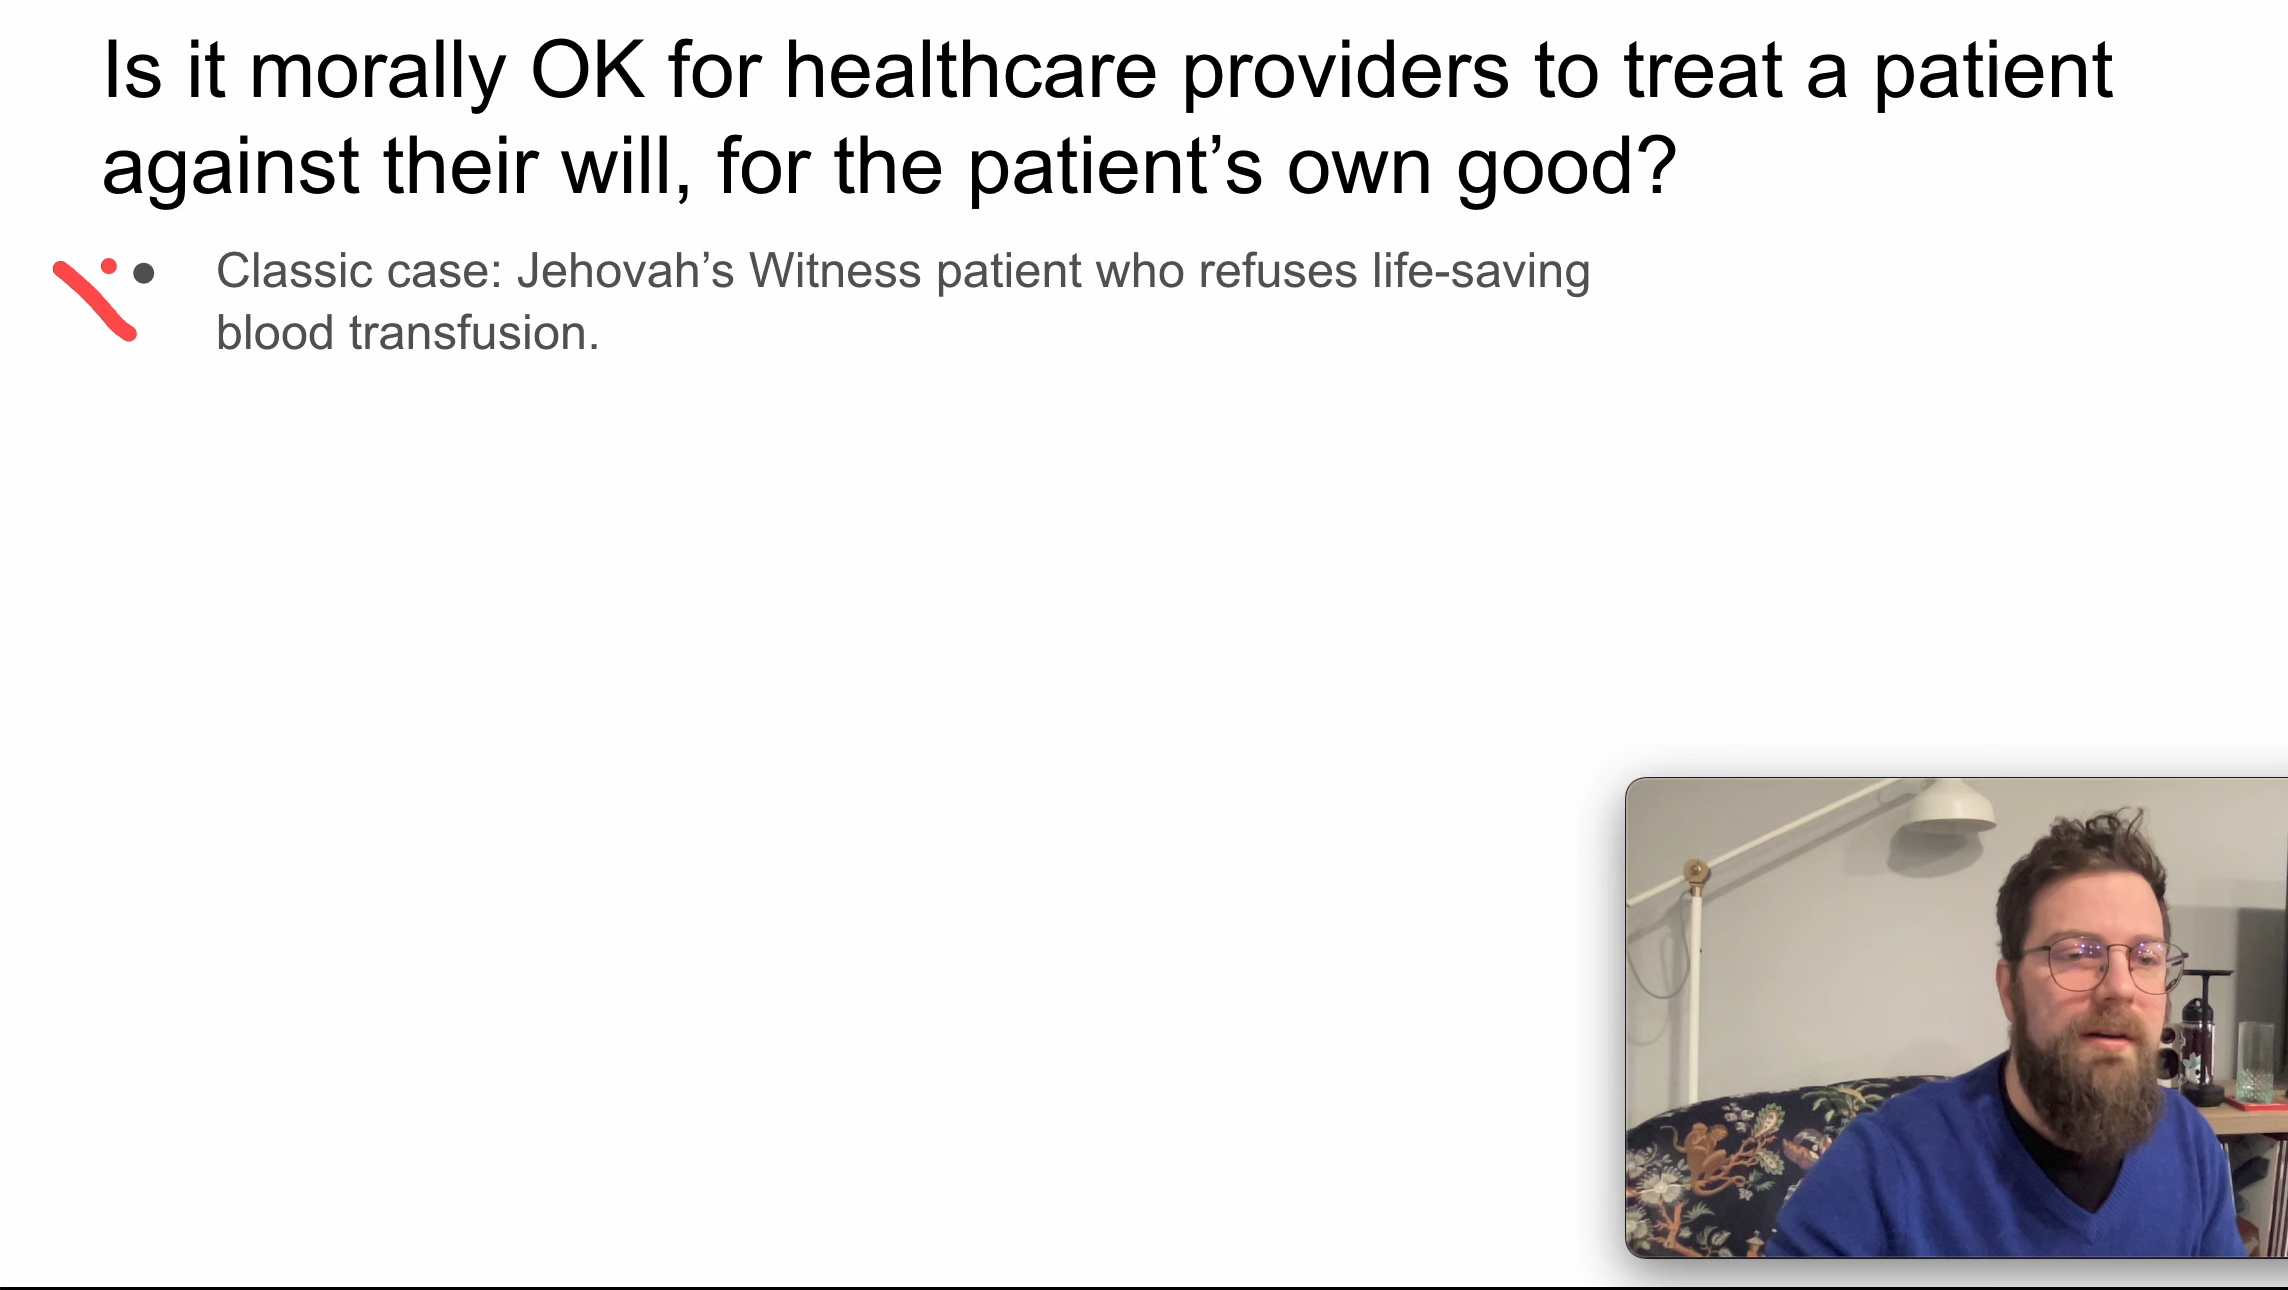 Is it morally OK for healthcare providers to treat a patient
against their will, for the patient’s own good?
● Classic case: Jehovah’s Witness patient who refuses life-saving
blood transfusion.